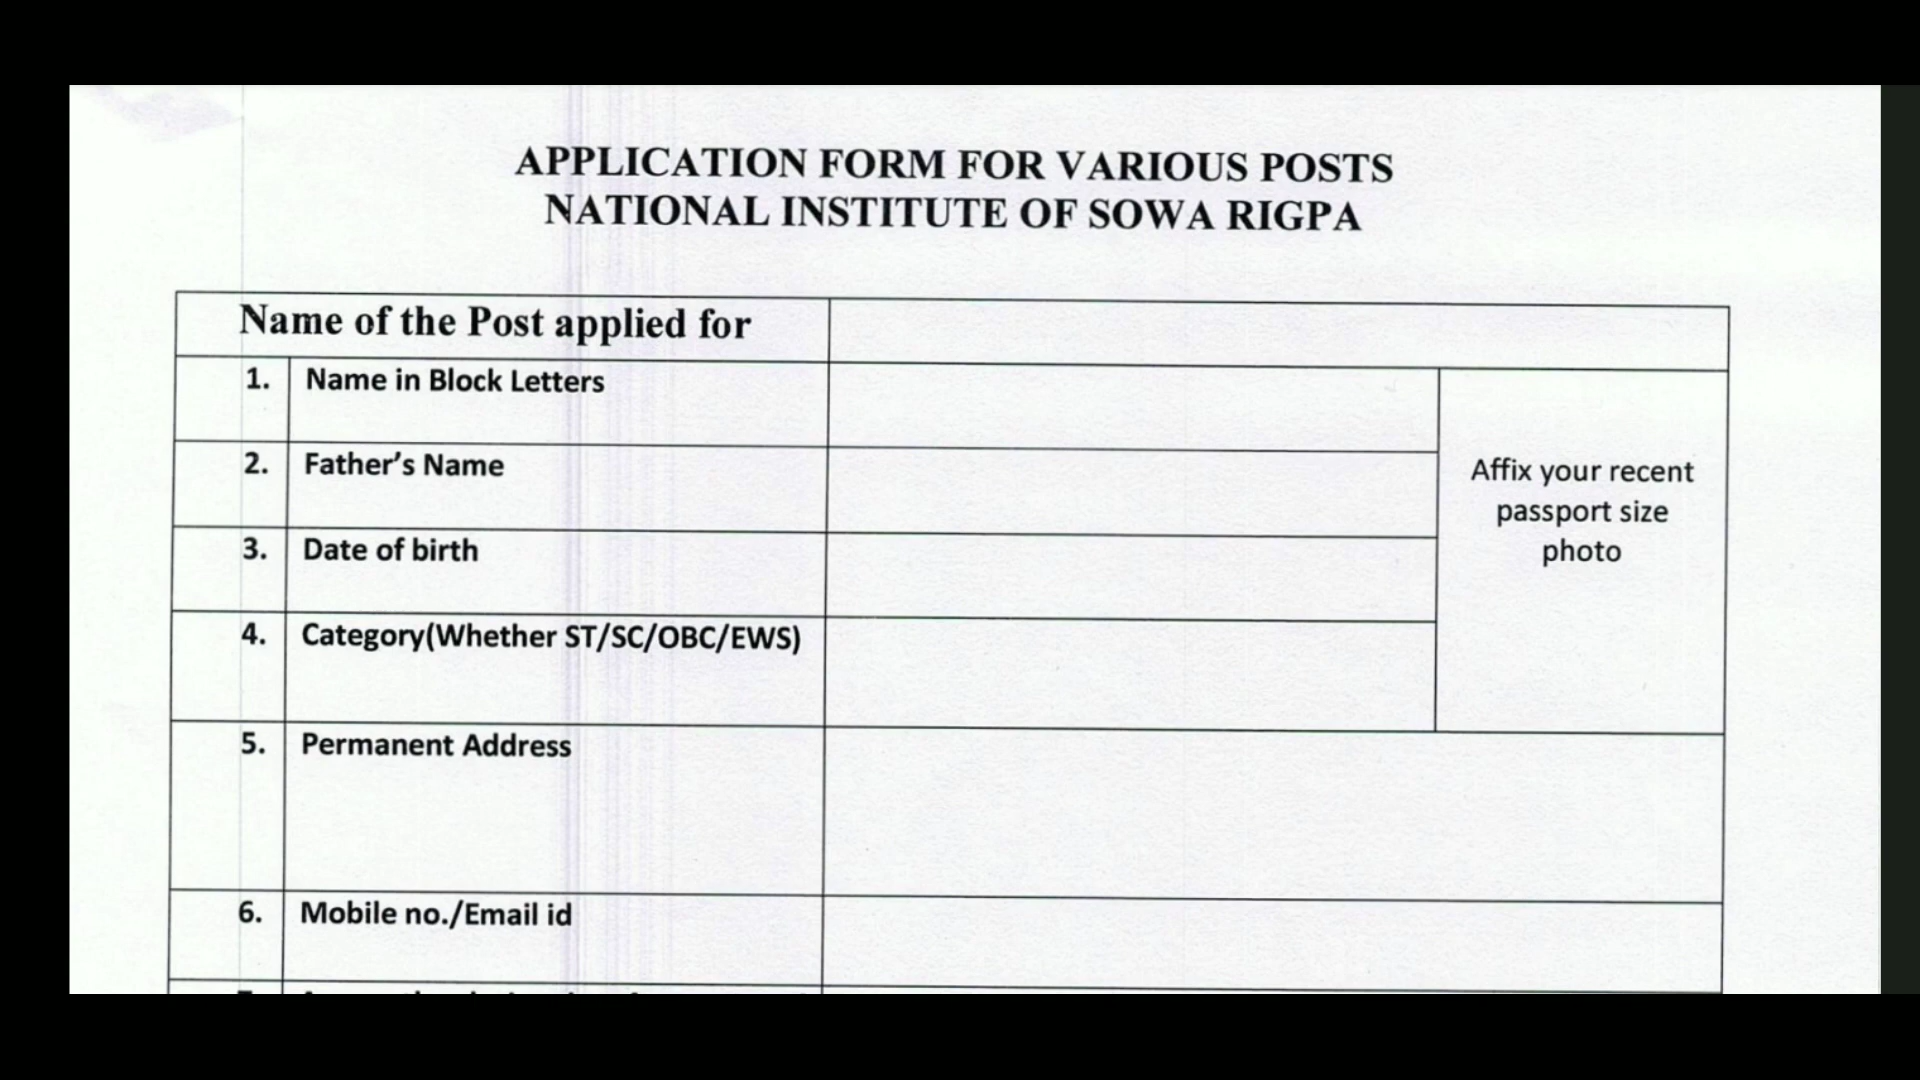 APPLICATION FORM FOR VARIOUS POSTS
NATIONAL INSTITUTE OF SOWA RIGPA
Name of the Post applied for
1. Name in Block Letters
2. Father's Name
3. Date of birth
4. Category(Whether ST/SC/OBC/EWS)
5. Permanent Address
6. Mobile no./Email id
Affix your recent
passport size
photo